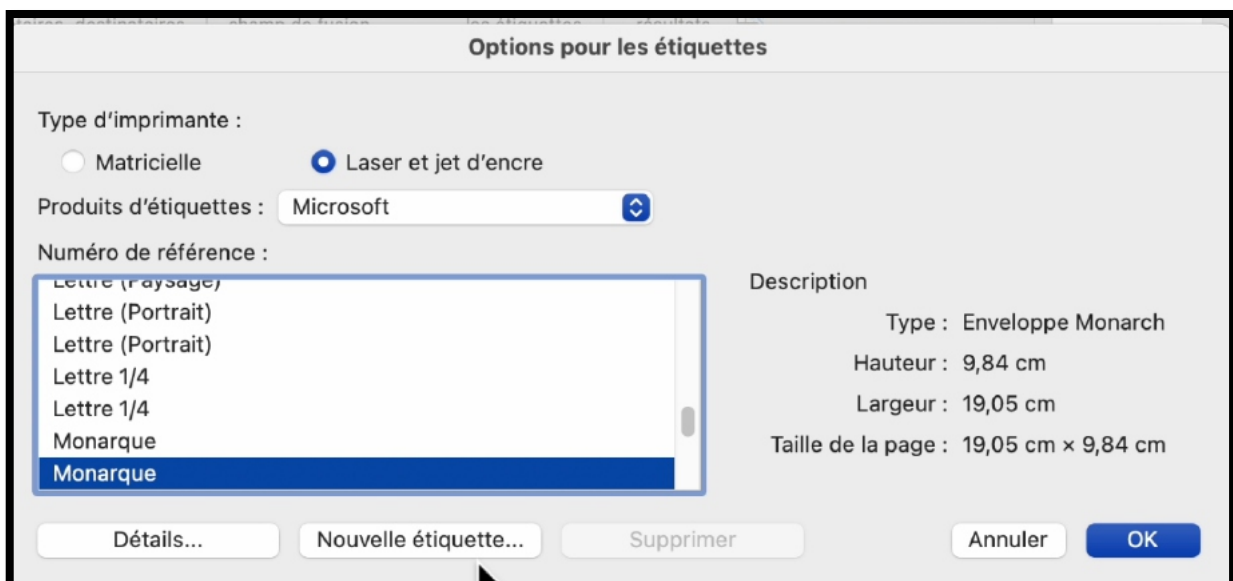 Options pour les étiquettes
Type d'imprimante :
Matricielle
Laser et jet d'encre
Produits d'étiquettes : Microsoft
Numéro de référence :
Lettre (Paysage)
Lettre (Portrait)
Lettre (Portrait)
Lettre 1/4
Lettre 1/4
Monarque
Monarque
Description
Type : Enveloppe Monarch
Hauteur : 9,84 cm
Largeur : 19,05 cm
Taille de la page : 19,05 cm × 9,84 cm
Détails...
Nouvelle étiquette...
Supprimer
Annuler
OK